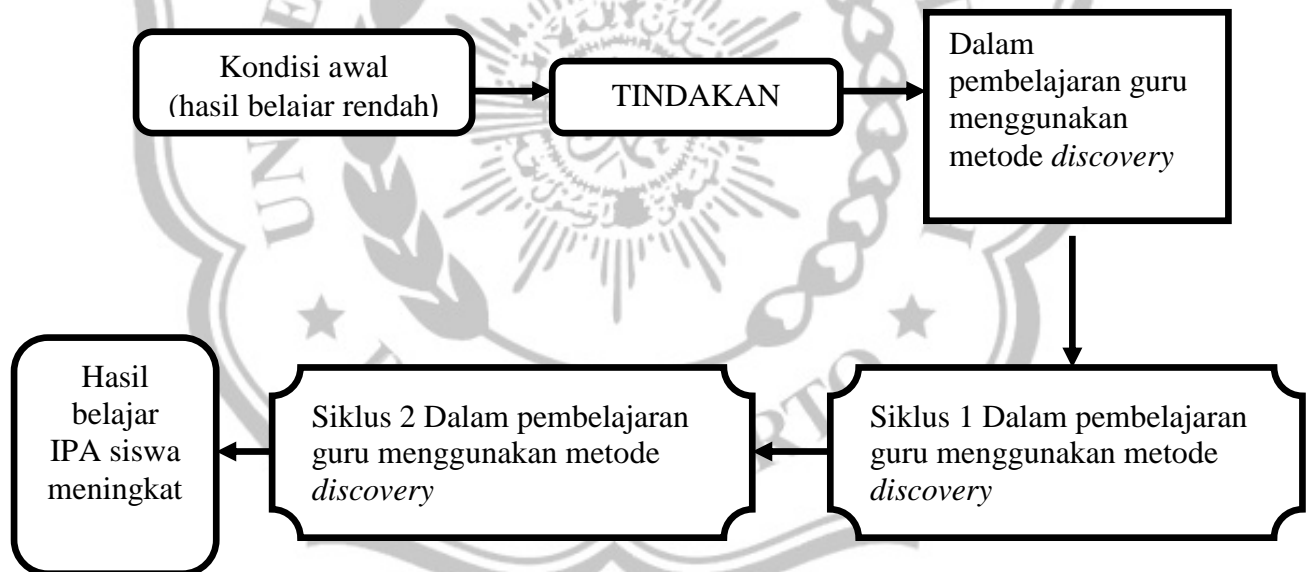 Kondisi awal
(hasil belajar rendah)
TINDAKAN
Dalam
pembelajaran guru
menggunakan
metode discovery
Siklus 1 Dalam pembelajaran
guru menggunakan metode
discovery
Siklus 2 Dalam pembelajaran
guru menggunakan metode
discovery
Hasil
belajar
IPA siswa
meningkat